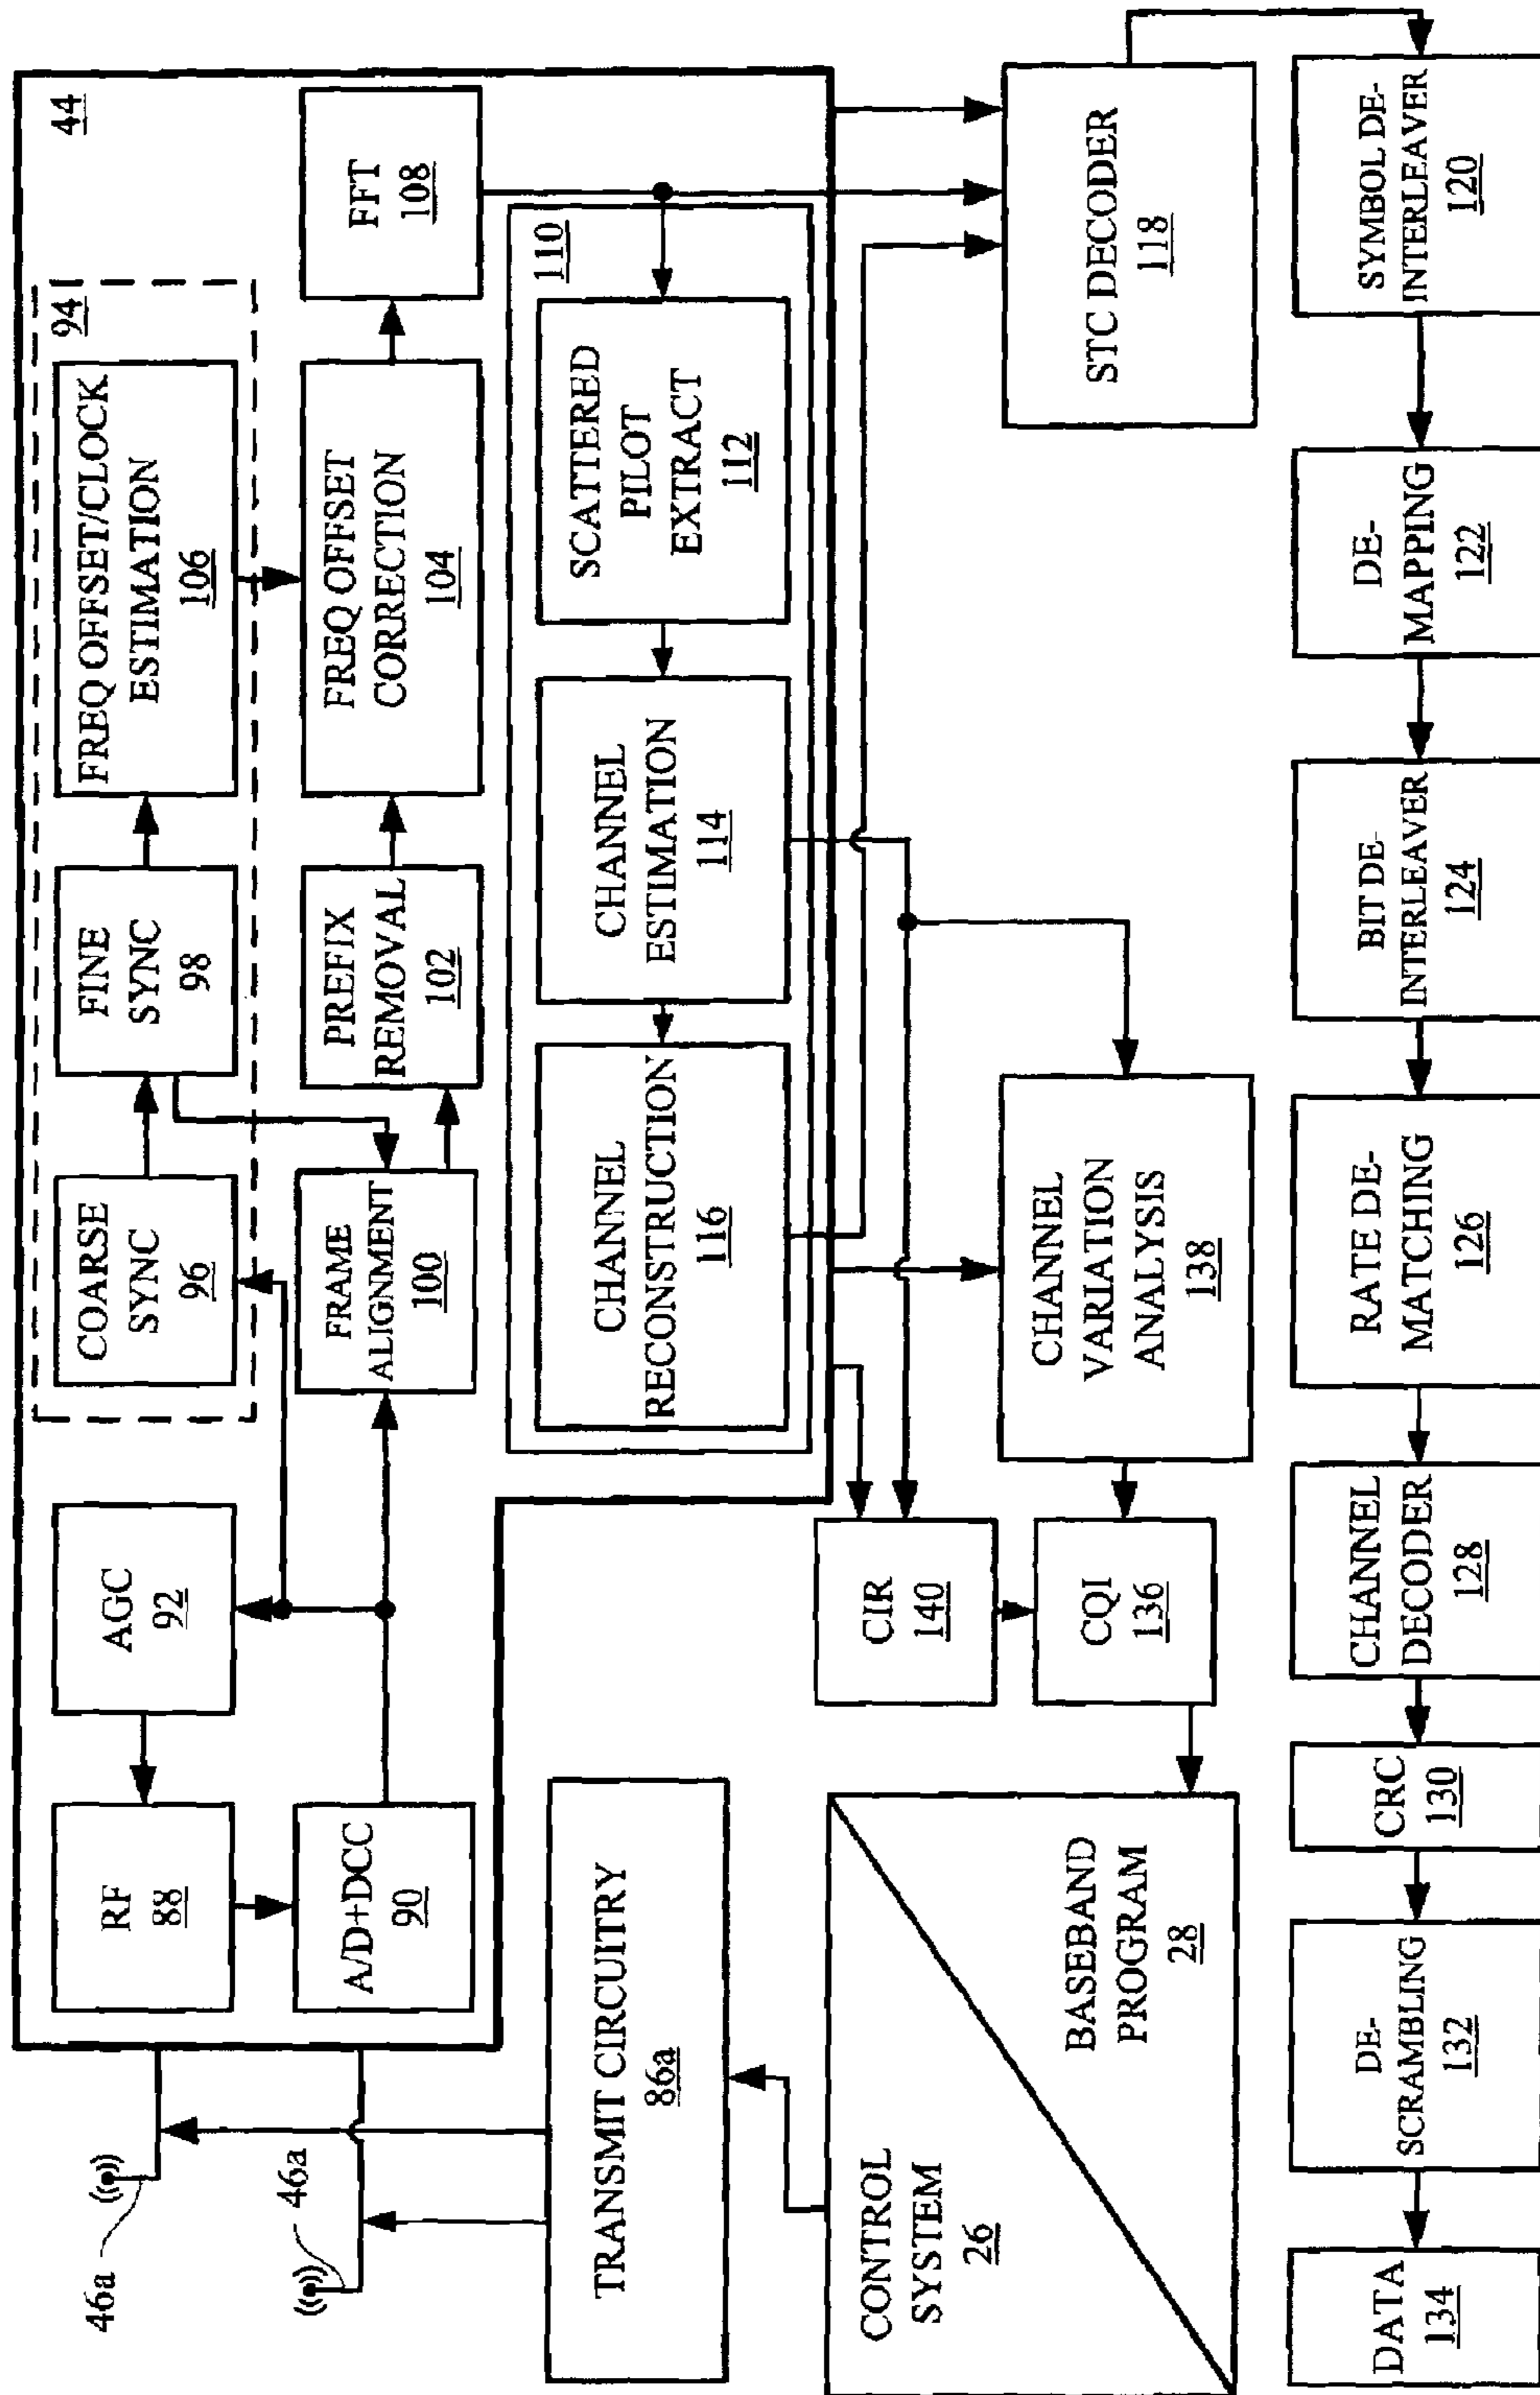 46a
46a
RF
88
AGC
92
A/D+DCC
90
COARSE
SYNC
96
FINE
SYNC
98
FREQ OFFSET/CLOCK
ESTIMATION
106
94
44
FRAME
ALIGNMENT
100
PREFIX
REMOVAL
102
FREQ OFFSET
CORRECTION
104
FFT
108
TRANSMIT CIRCUITRY
86a
CHANNEL
RECONSTRUCTION
116
CHANNEL
ESTIMATION
114
SCATTERED
PILOT
EXTRACT
112
110
CONTROL
SYSTEM
26
BASEBAND
PROGRAM
28
CIR
140
CQI
136
CHANNEL
VARIATION
ANALYSIS
138
STC DECODER
118
DATA
134
DE-
SCRAMBLING
132
CRC
130
CHANNEL
DECODER
128
RATE DE-
MATCHING
126
BIT DE-
INTERLEAVER
124
DE-
MAPPING
122
SYMBOL DE-
INTERLEAVER
120